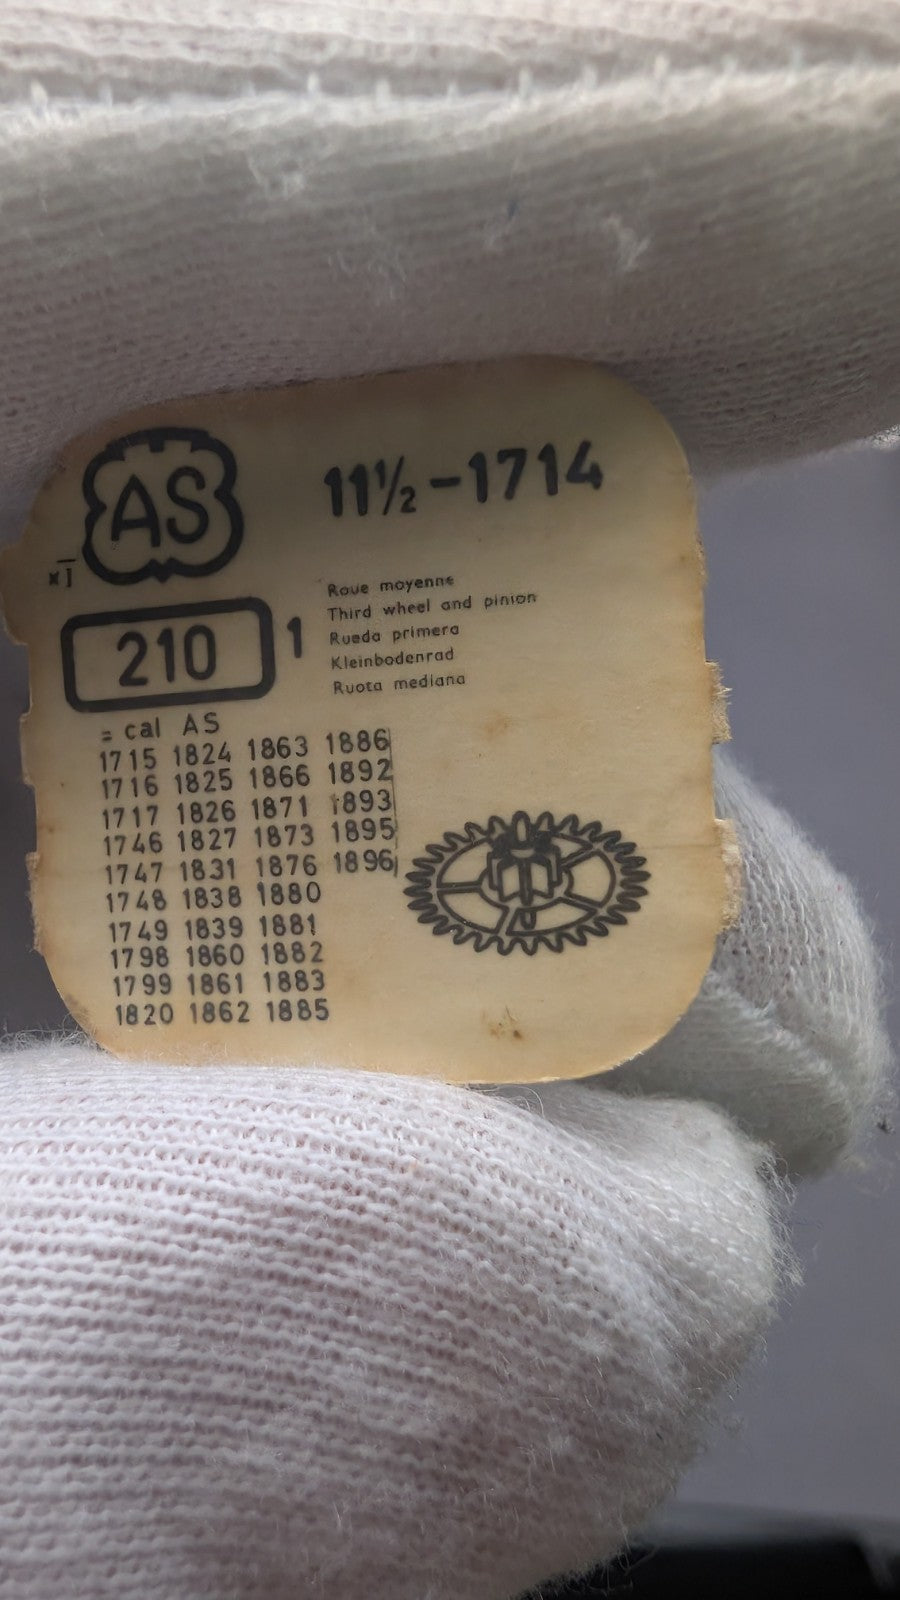 AS
11½-1714
x1
210 1
Roue moyenne
Third wheel and pinion
Rueda primera
Kleinbodenrad
Ruota mediana
= cal AS
1715 1824 1863 1886
1716 1825 1866 1892
1717 1826 1871 1893
1746 1827 1873 1895
1747 1831 1876 1896
1748 1838 1880
1749 1839 1881
1798 1860 1882
1799 1861 1883
1820 1862 1885